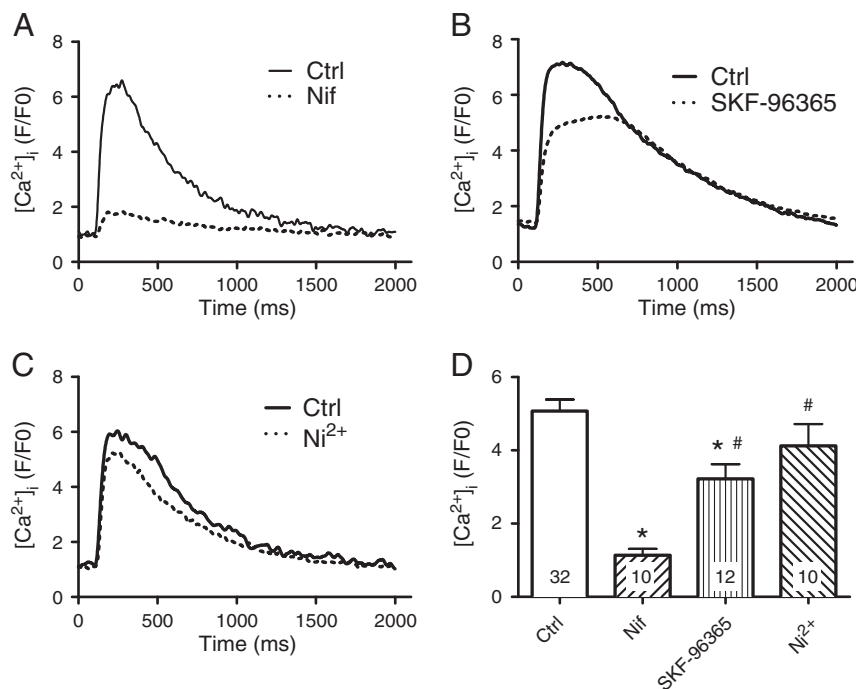 A
[Ca²⁺]ᵢ (F/F0)
8
6
4
2
0
Ctrl
Nif
0 500 1000 1500 2000
Time (ms)
B
[Ca²⁺]ᵢ (F/F0)
8
6
4
2
0
Ctrl
SKF-96365
0 500 1000 1500 2000
Time (ms)
C
[Ca²⁺]ᵢ (F/F0)
8
6
4
2
0
Ctrl
Ni²⁺
0 500 1000 1500 2000
Time (ms)
D
[Ca²⁺]ᵢ (F/F0)
6
4
2
0
* * # #
32 10 12 10
Ctrl Nif SKF-96365 Ni²⁺